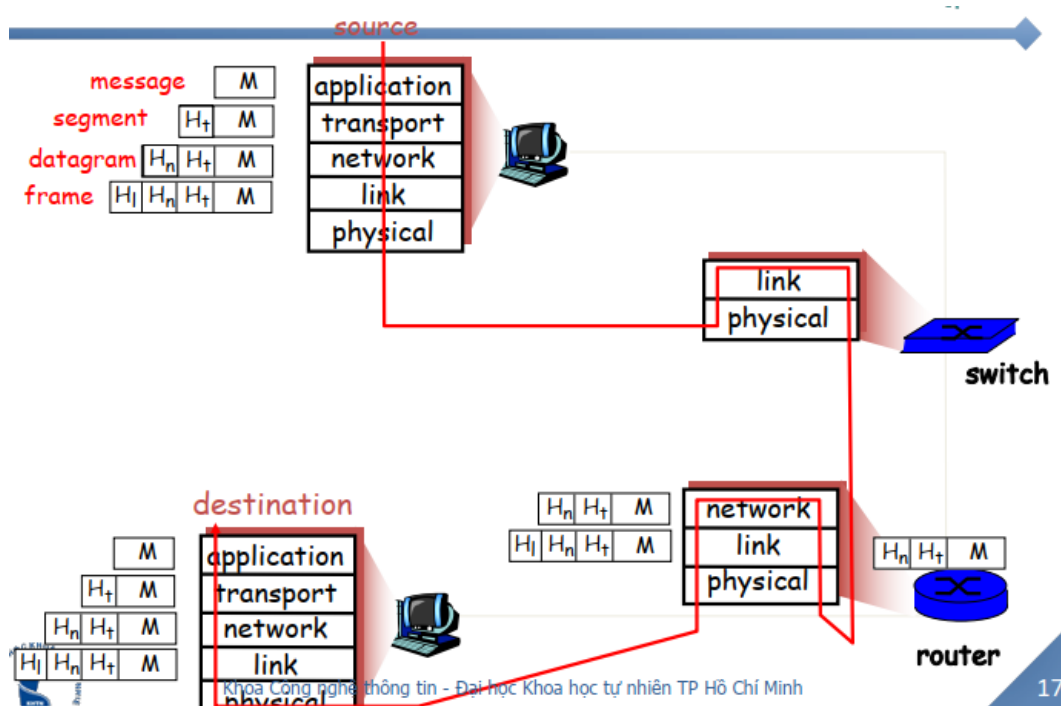 source
message M
segment Ht M
datagram Hn Ht M
frame Hl Hn Ht M
application
transport
network
link
physical
link
physical
switch
destination
M
Ht M
Hn Ht M
Hl Hn Ht M
application
transport
network
link
physical
Hn Ht M
Hl Hn Ht M
network
link
physical
Hn Ht M
router
Khoa Công nghệ thông tin - Đại học Khoa học tự nhiên TP Hồ Chí Minh
17